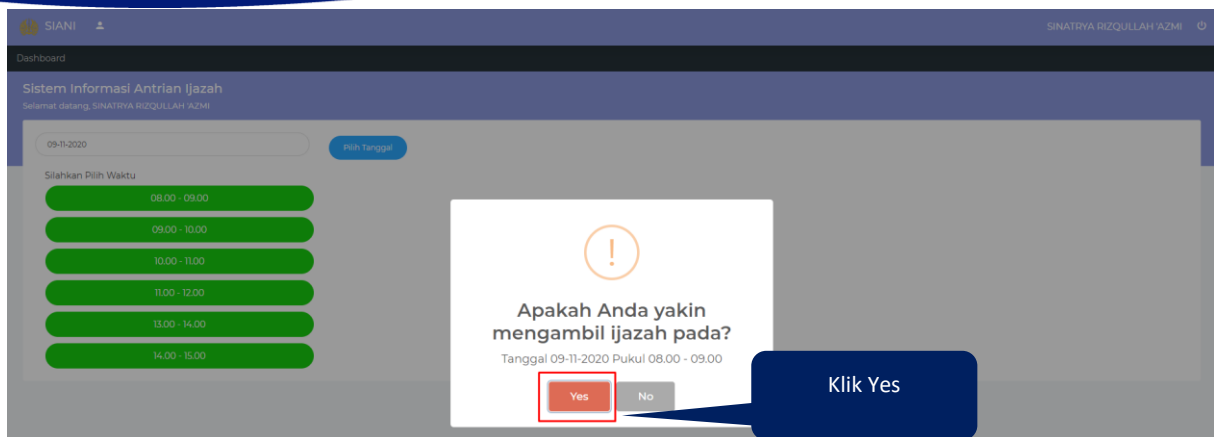 SIANI
SINATRYA RIZQULLAH 'AZMI
Dashboard
Sistem Informasi Antrian Ijazah
Selamat datang, SINATRYA RIZQULLAH 'AZMI
09-11-2020
Pilih Tanggal
Silahkan Pilih Waktu
08.00 - 09.00
09.00 - 10.00
10.00 - 11.00
11.00 - 12.00
13.00 - 14.00
14.00 - 15.00
Apakah Anda yakin
mengambil ijazah pada?
Tanggal 09-11-2020 Pukul 08.00 - 09.00
Yes
No
Klik Yes